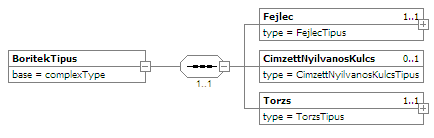 Fejlec 1..1
type = FejlecTipus
BoritekTipus
base = complexType
CimzettNyilvanosKulcs 0..1
type = CimzettNyilvanosKulcsTipus
1..1
Torzs 1..1
type = TorzsTipus